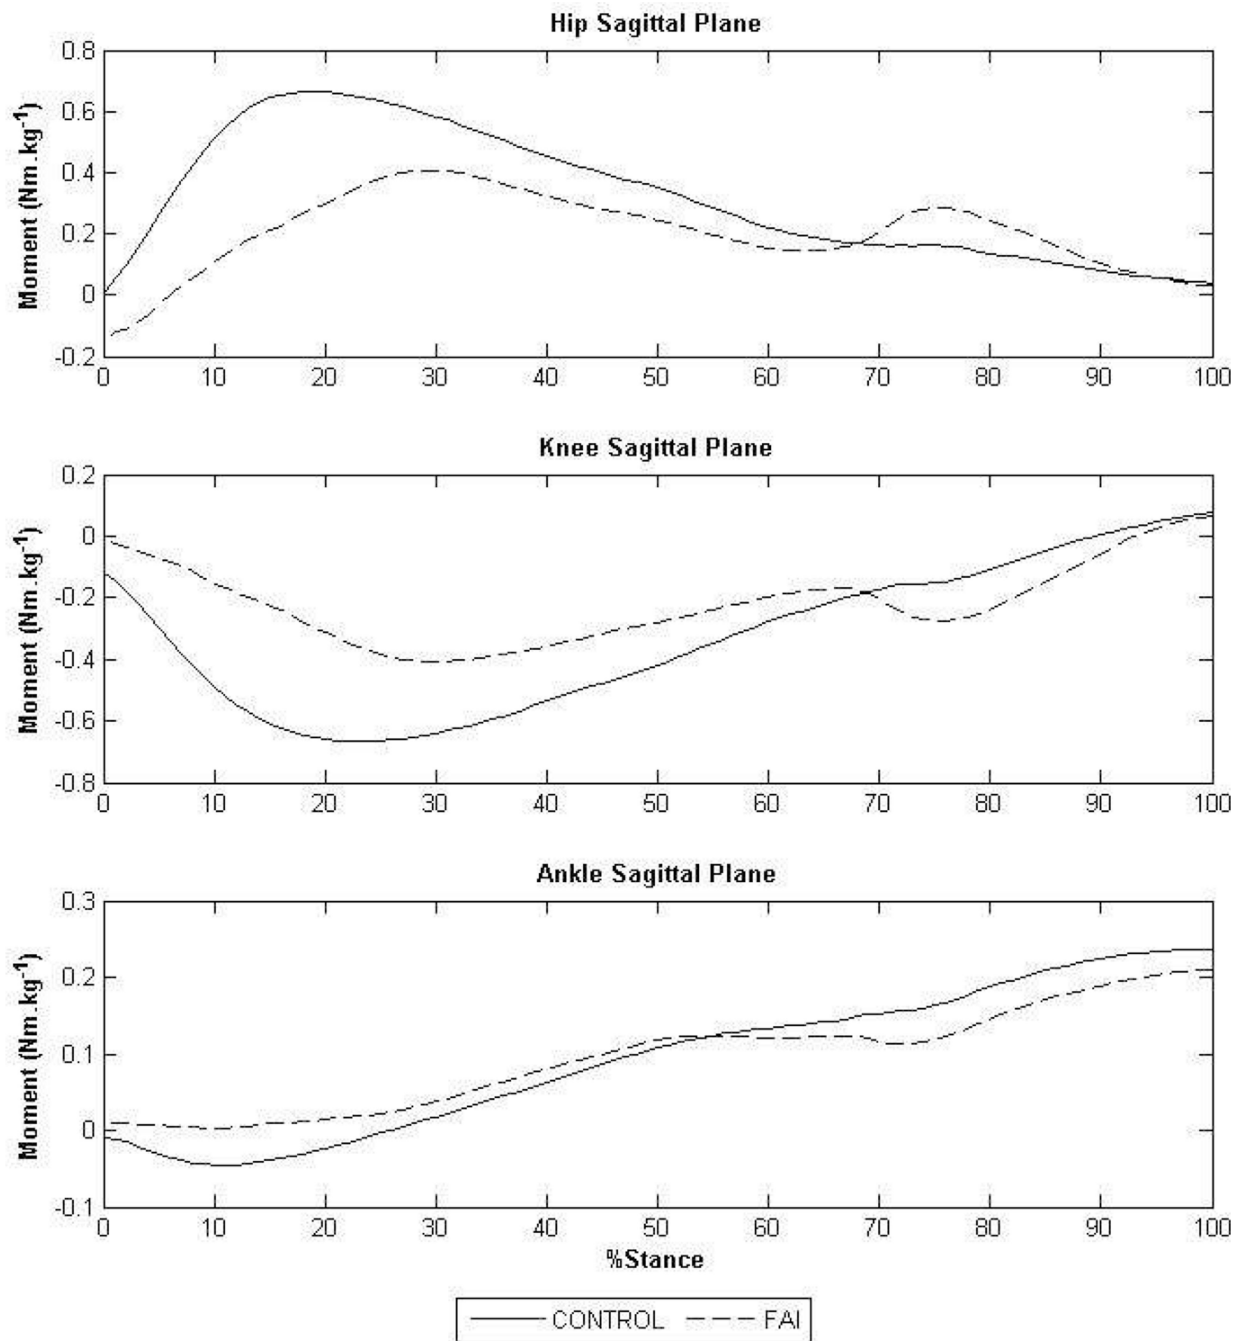 Hip Sagittal Plane
Moment (Nm.kg-1)
0.8
0.6
0.4
0.2
0
-0.2
0 10 20 30 40 50 60 70 80 90 100
Knee Sagittal Plane
Moment (Nm.kg-1)
0.2
0
-0.2
-0.4
-0.6
-0.8
0 10 20 30 40 50 60 70 80 90 100
Ankle Sagittal Plane
Moment (Nm.kg-1)
0.3
0.2
0.1
0
-0.1
0 10 20 30 40 50 60 70 80 90 100
%Stance
CONTROL FAI